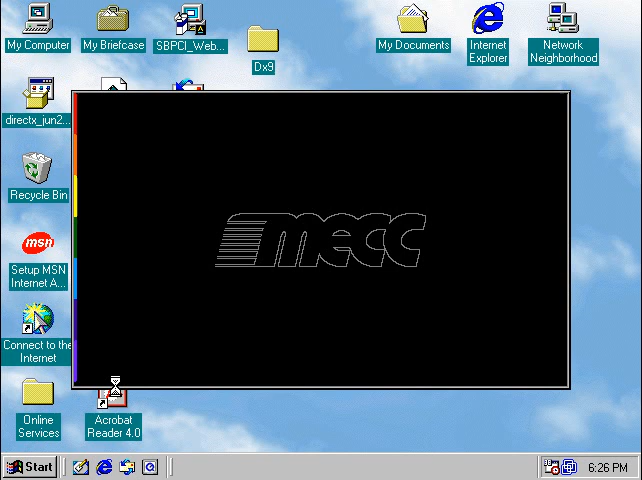 My Computer
My Briefcase
SBPCI_Web...
Dx9
My Documents
Internet
Explorer
Network
Neighborhood
directx_jun2...
Recycle Bin
msn
Setup MSN
Internet A...
mecc
Connect to the
Internet
Online
Services
Acrobat
Reader 4.0
Start
6:26 PM